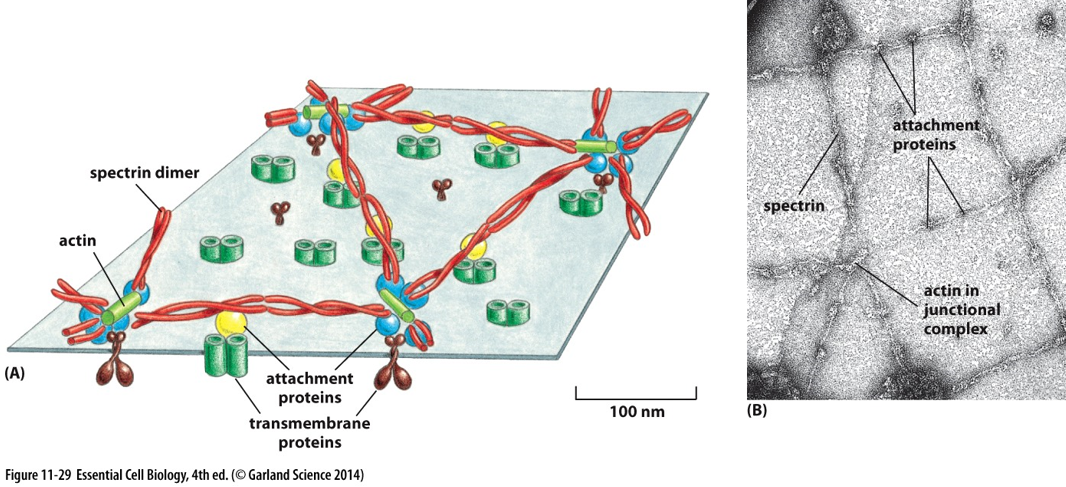 spectrin dimer
actin
(A)
attachment
proteins
transmembrane
proteins
100 nm
attachment
proteins
spectrin
actin in
junctional
complex
(B)
Figure 11-29 Essential Cell Biology, 4th ed. (© Garland Science 2014)